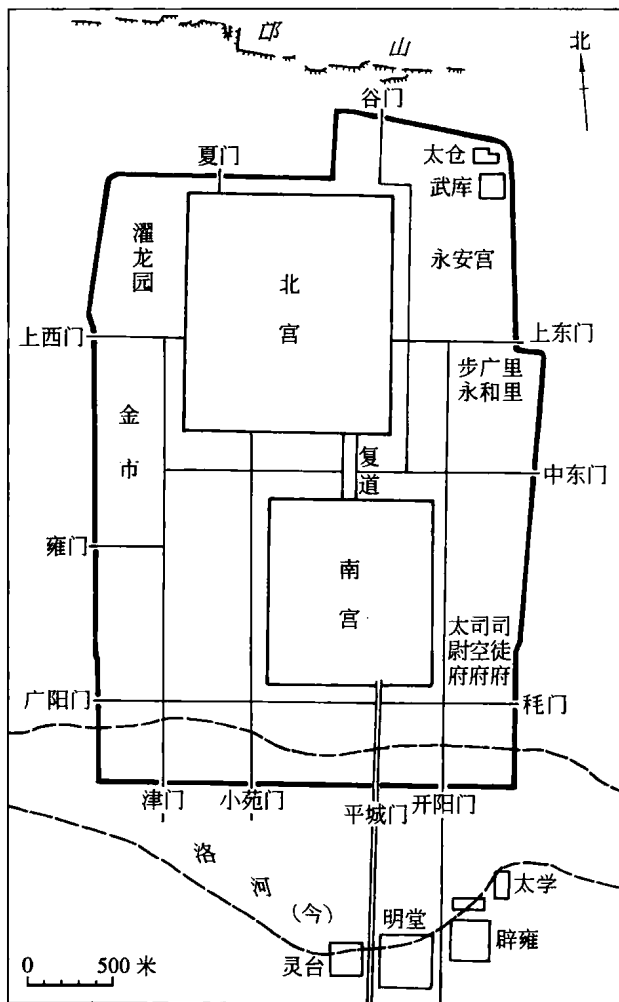 邙山
北
谷门
太仓
夏门
武库
濯龙园
北宫
永安宫
上西门
上东门
步广里
永和里
金市
复道
中东门
雍门
南宫
太尉府
司空府
司徒府
广阳门
秏门
津门
小苑门
平城门
开阳门
洛河
(今)
太学
明堂
辟雍
灵台
0 500 米